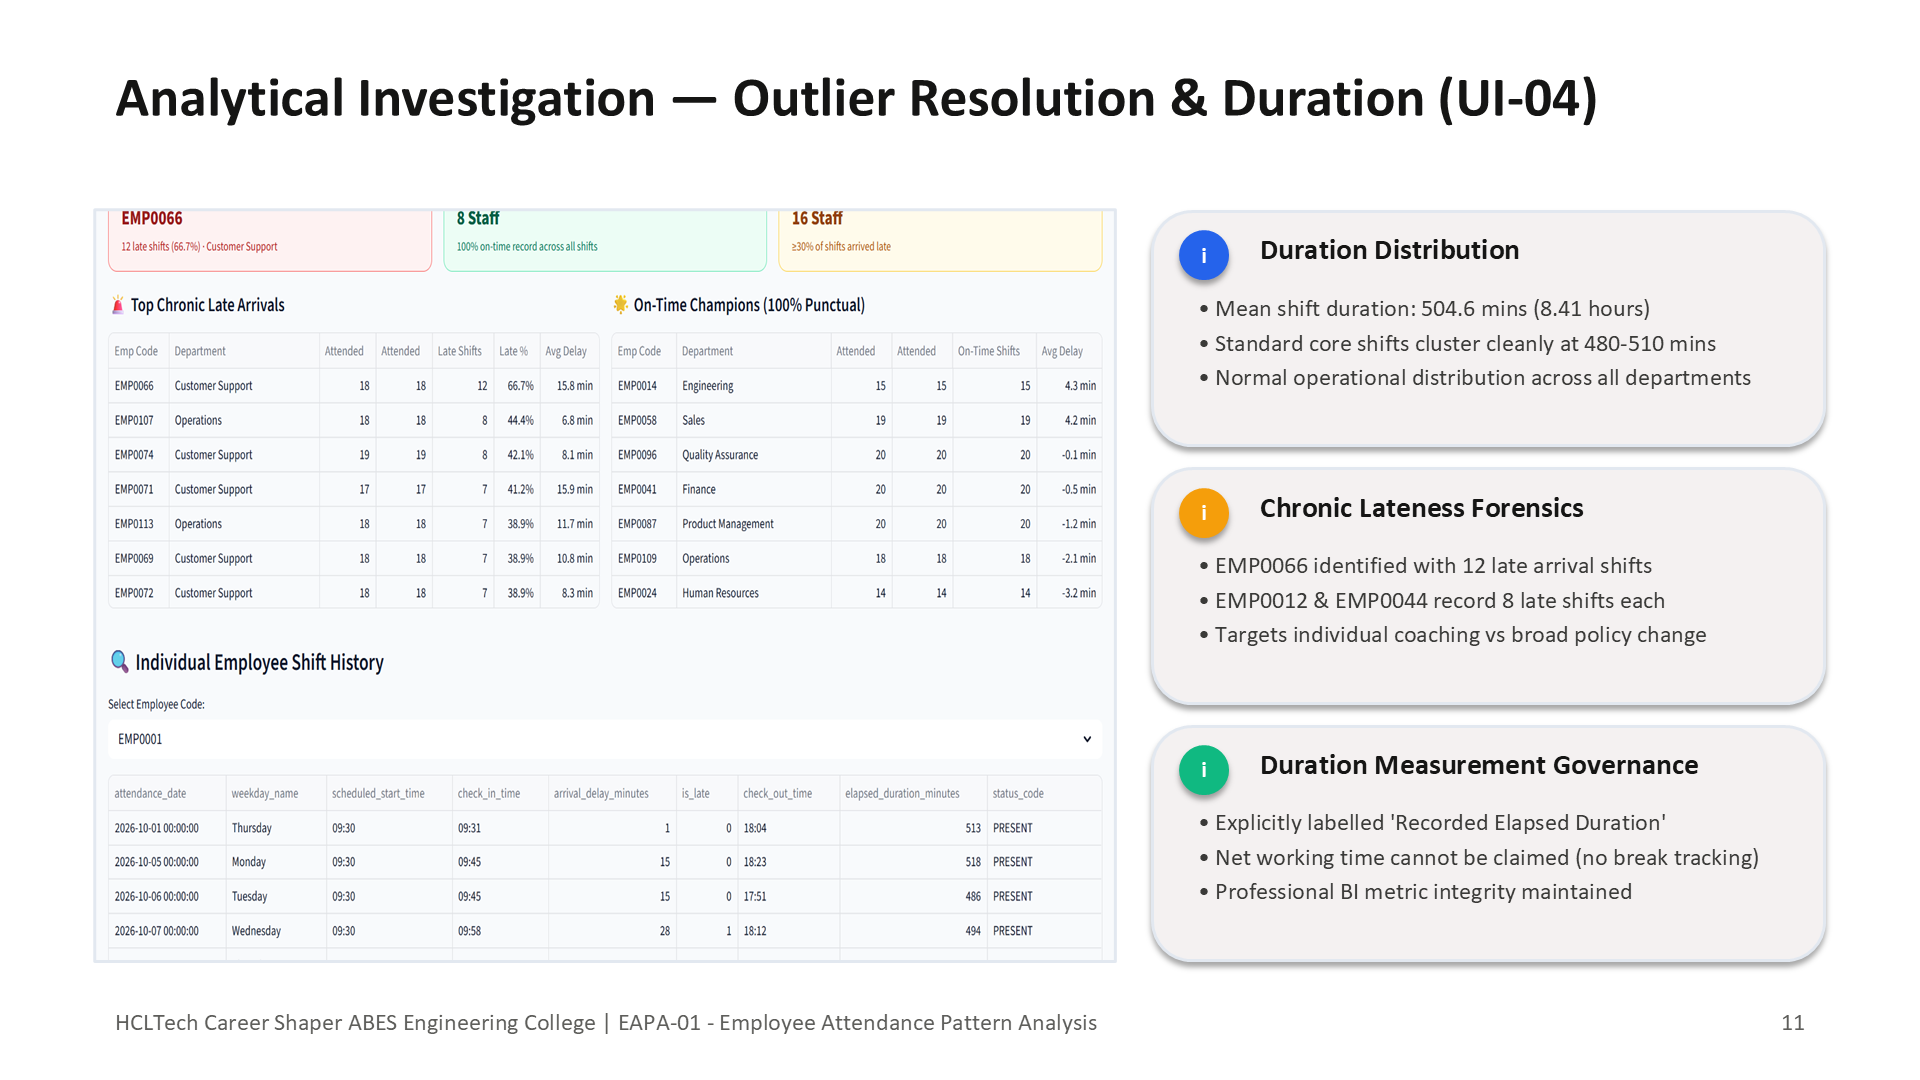 Analytical Investigation — Outlier Resolution & Duration (UI-04)
EMP0066
12 late shifts (66.7%) · Customer Support
8 Staff
100% on-time record across all shifts
16 Staff
≥30% of shifts arrived late
Top Chronic Late Arrivals
Emp Code Department Attended Attended Late Shifts Late % Avg Delay
EMP0066 Customer Support 18 18 12 66.7% 15.8 min
EMP0107 Operations 18 18 8 44.4% 6.8 min
EMP0074 Customer Support 19 19 8 42.1% 8.1 min
EMP0071 Customer Support 17 17 7 41.2% 15.9 min
EMP0113 Operations 18 18 7 38.9% 11.7 min
EMP0069 Customer Support 18 18 7 38.9% 10.8 min
EMP0072 Customer Support 18 18 7 38.9% 8.3 min
On-Time Champions (100% Punctual)
Emp Code Department Attended Attended On-Time Shifts Avg Delay
EMP0014 Engineering 15 15 15 4.3 min
EMP0058 Sales 19 19 19 4.2 min
EMP0096 Quality Assurance 20 20 20 -0.1 min
EMP0041 Finance 20 20 20 -0.5 min
EMP0087 Product Management 20 20 20 -1.2 min
EMP0109 Operations 18 18 18 -2.1 min
EMP0024 Human Resources 14 14 14 -3.2 min
Individual Employee Shift History
Select Employee Code:
EMP0001
attendance_date weekday_name scheduled_start_time check_in_time arrival_delay_minutes is_late check_out_time elapsed_duration_minutes status_code
2026-10-01 00:00:00 Thursday 09:30 09:31 1 0 18:04 513 PRESENT
2026-10-05 00:00:00 Monday 09:30 09:45 15 0 18:23 518 PRESENT
2026-10-06 00:00:00 Tuesday 09:30 09:45 15 0 17:51 486 PRESENT
2026-10-07 00:00:00 Wednesday 09:30 09:58 28 1 18:12 494 PRESENT
i
Duration Distribution
• Mean shift duration: 504.6 mins (8.41 hours)
• Standard core shifts cluster cleanly at 480-510 mins
• Normal operational distribution across all departments
i
Chronic Lateness Forensics
• EMP0066 identified with 12 late arrival shifts
• EMP0012 & EMP0044 record 8 late shifts each
• Targets individual coaching vs broad policy change
i
Duration Measurement Governance
• Explicitly labelled 'Recorded Elapsed Duration'
• Net working time cannot be claimed (no break tracking)
• Professional BI metric integrity maintained
HCLTech Career Shaper ABES Engineering College | EAPA-01 - Employee Attendance Pattern Analysis
11